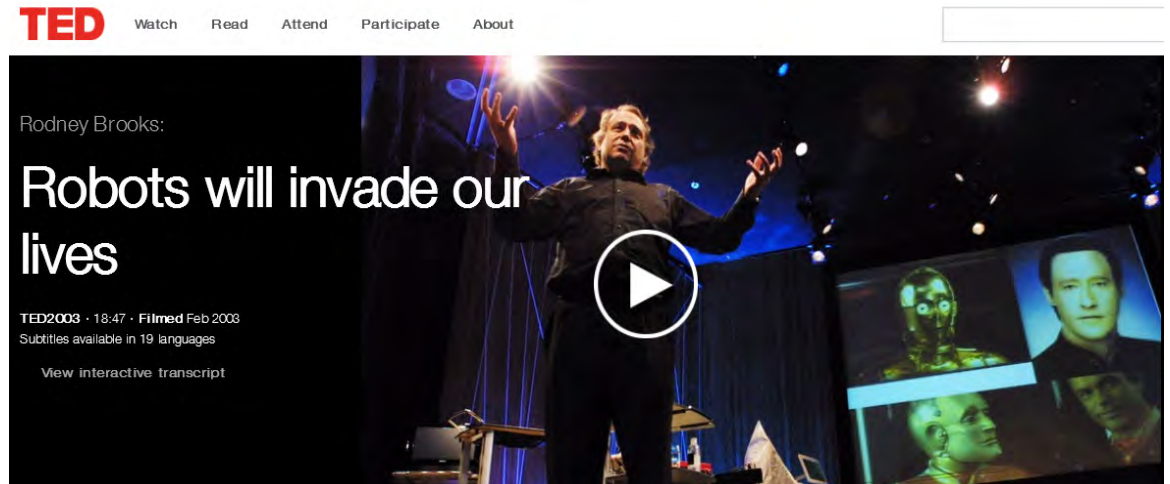 TED Watch Read Attend Participate About
Rodney Brooks:
Robots will invade our
lives
TED2003 · 18:47 · Filmed Feb 2003
Subtitles available in 19 languages
View interactive transcript